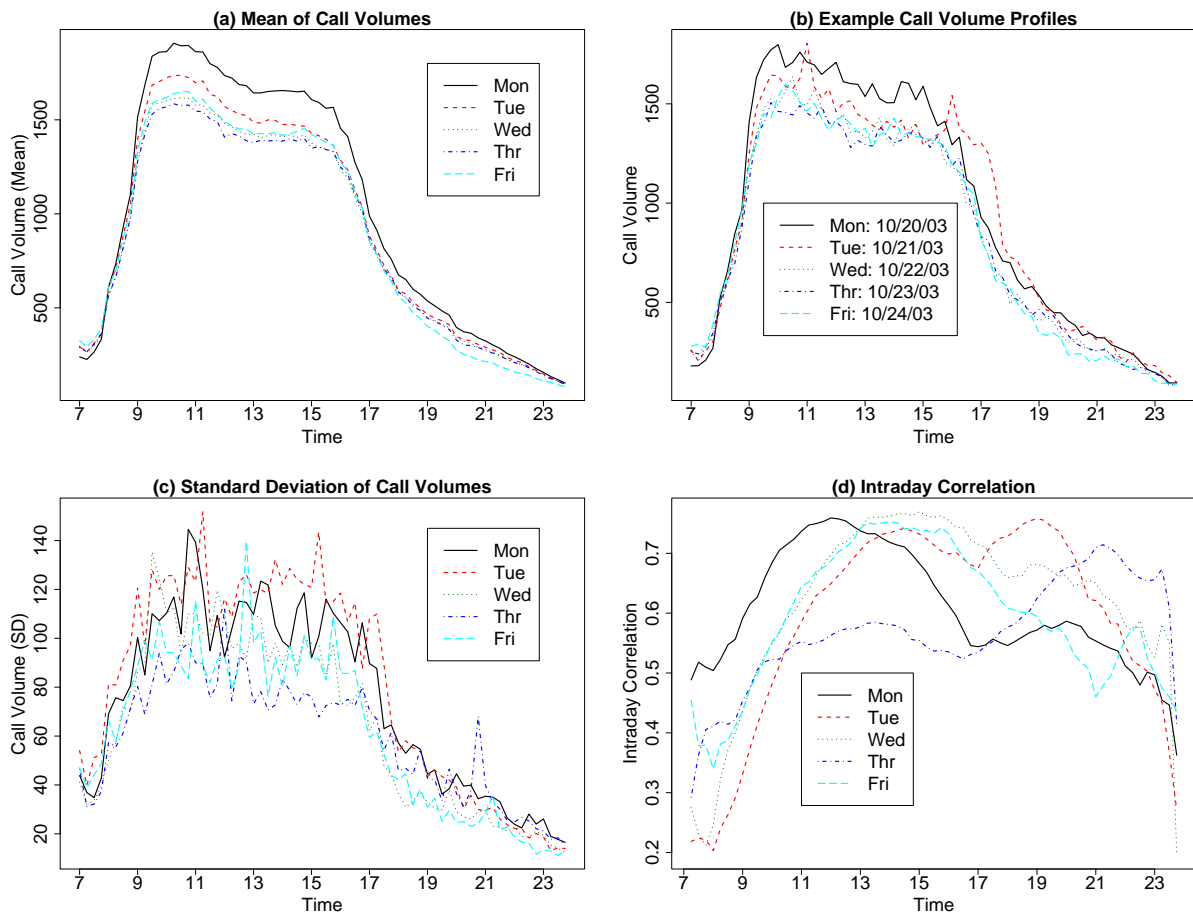 (a) Mean of Call Volumes
Call Volume (Mean)
1500
1000
500
Mon
Tue
Wed
Thr
Fri
7 9 11 13 15 17 19 21 23
Time
(b) Example Call Volume Profiles
Call Volume
1500
1000
500
Mon: 10/20/03
Tue: 10/21/03
Wed: 10/22/03
Thr: 10/23/03
Fri: 10/24/03
7 9 11 13 15 17 19 21 23
Time
(c) Standard Deviation of Call Volumes
Call Volume (SD)
140
120
100
80
60
40
20
Mon
Tue
Wed
Thr
Fri
7 9 11 13 15 17 19 21 23
Time
(d) Intraday Correlation
Intraday Correlation
0.7
0.6
0.5
0.4
0.3
0.2
Mon
Tue
Wed
Thr
Fri
7 9 11 13 15 17 19 21 23
Time